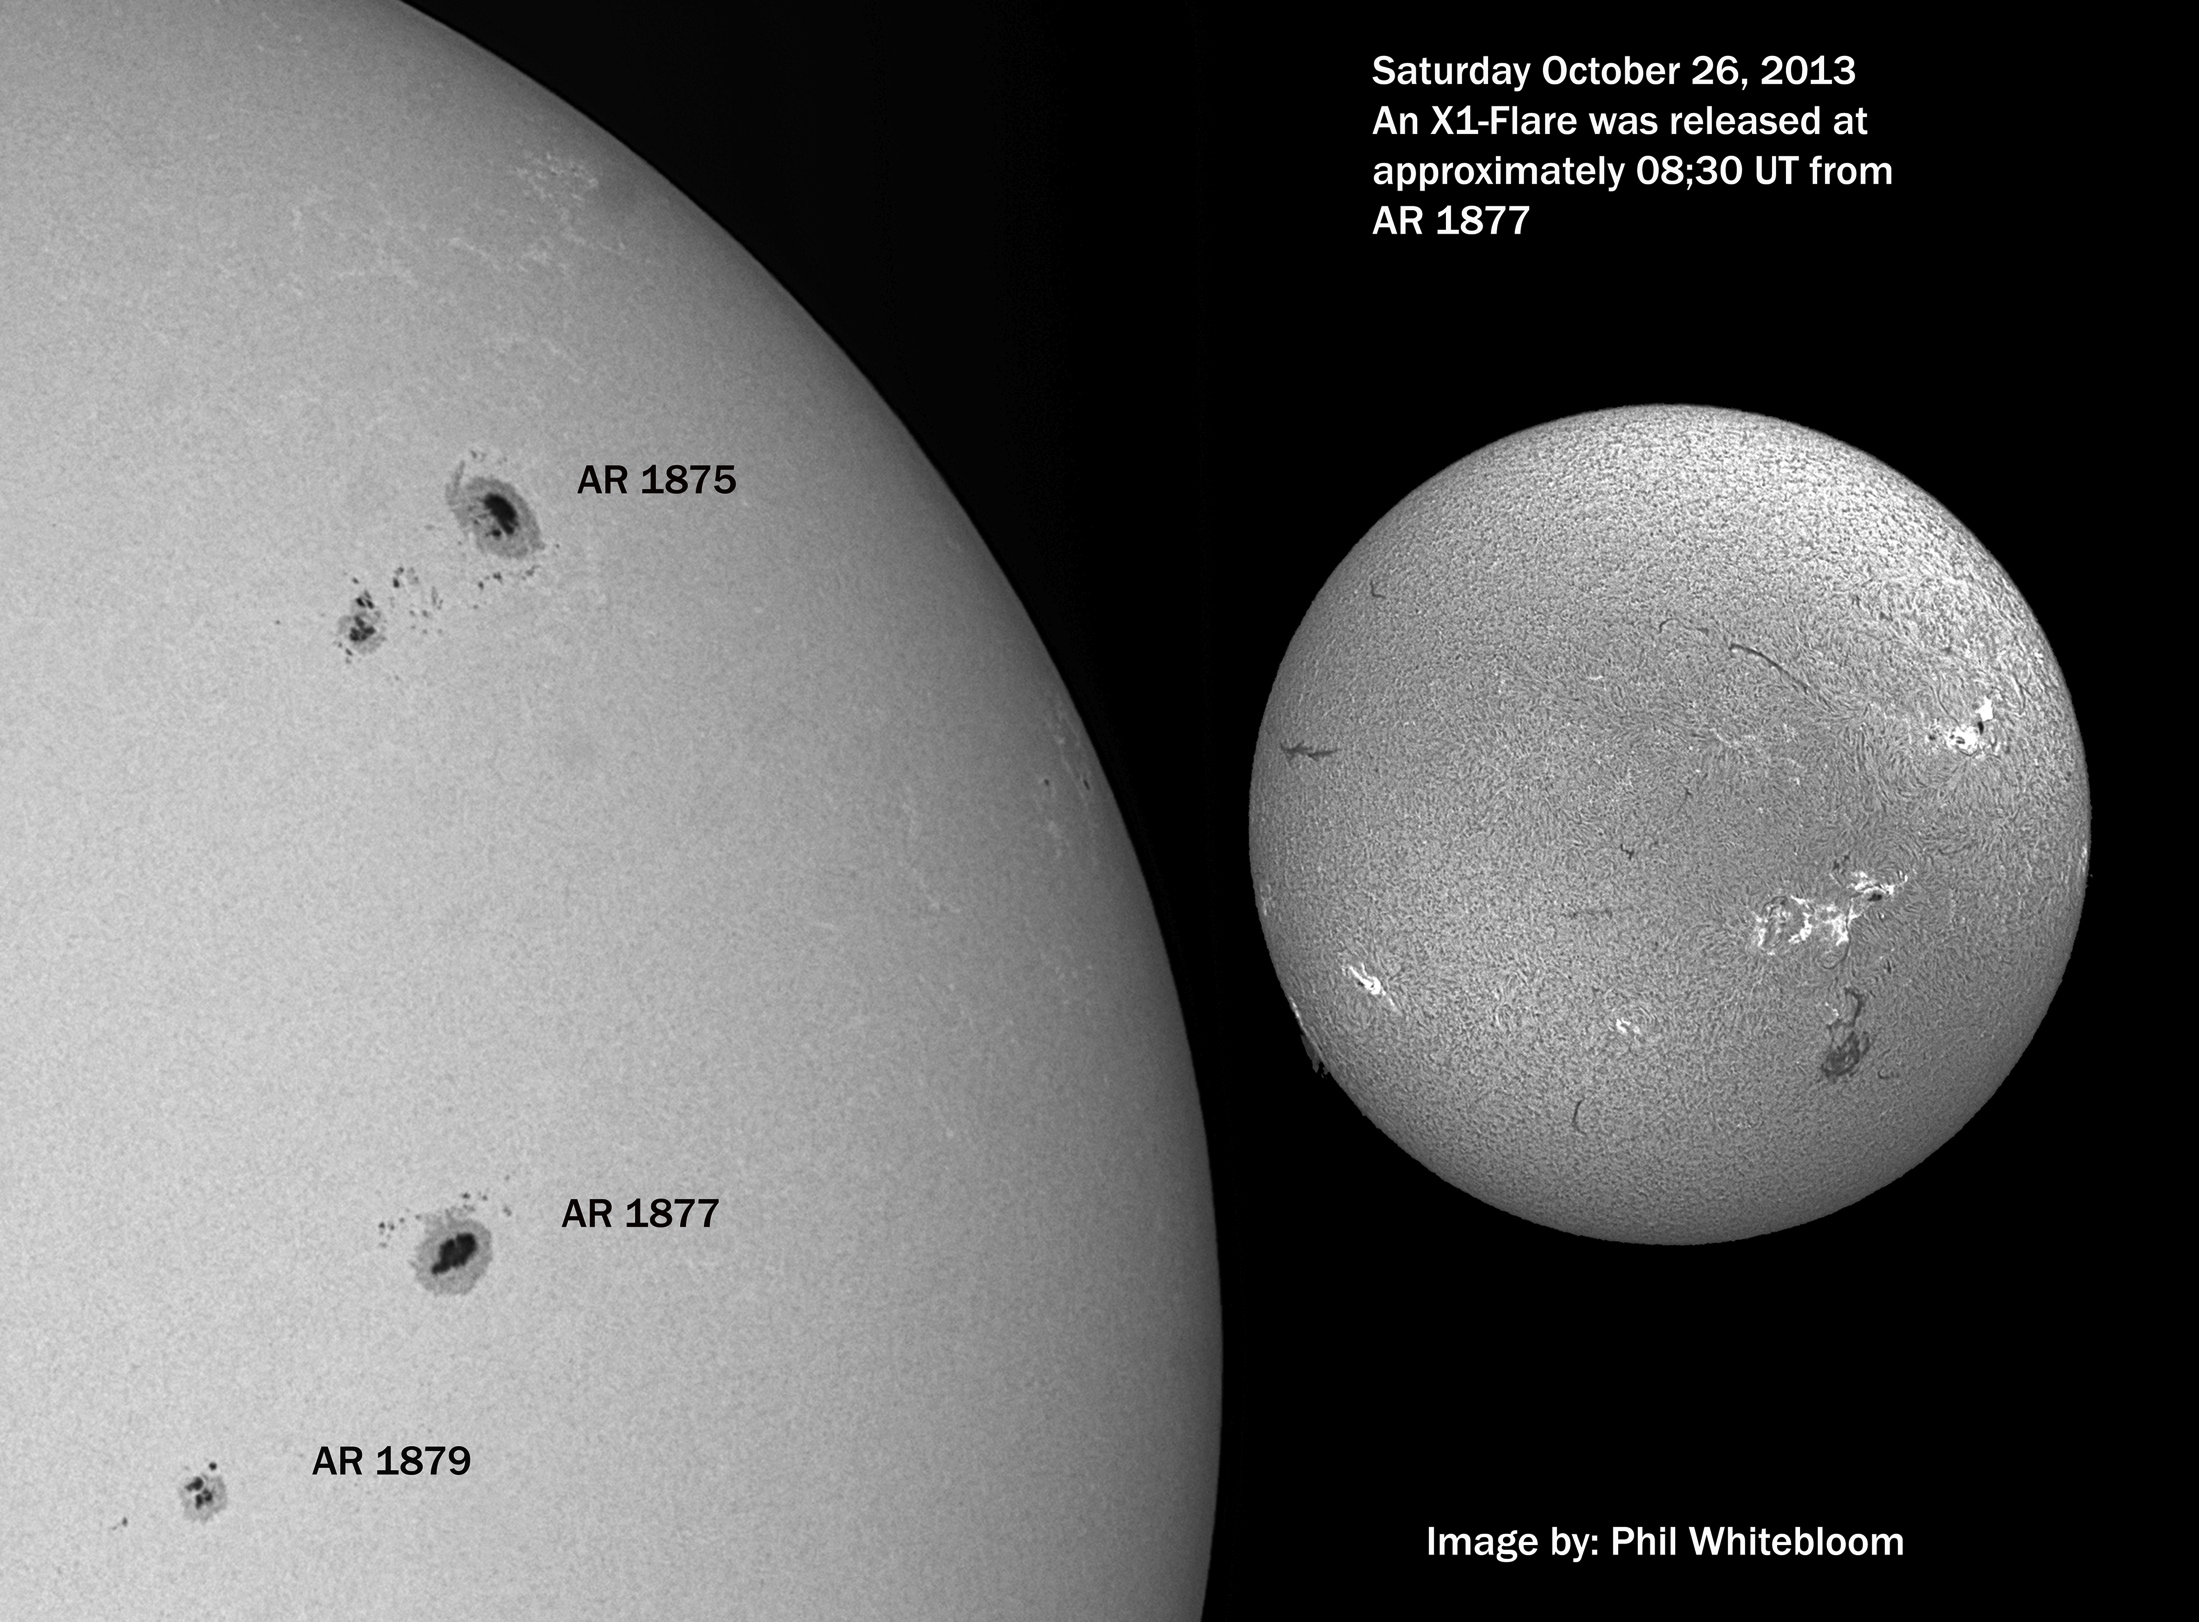 Saturday October 26, 2013
An X1-Flare was released at
approximately 08;30 UT from
AR 1877
AR 1875
AR 1877
AR 1879
Image by: Phil Whitebloom